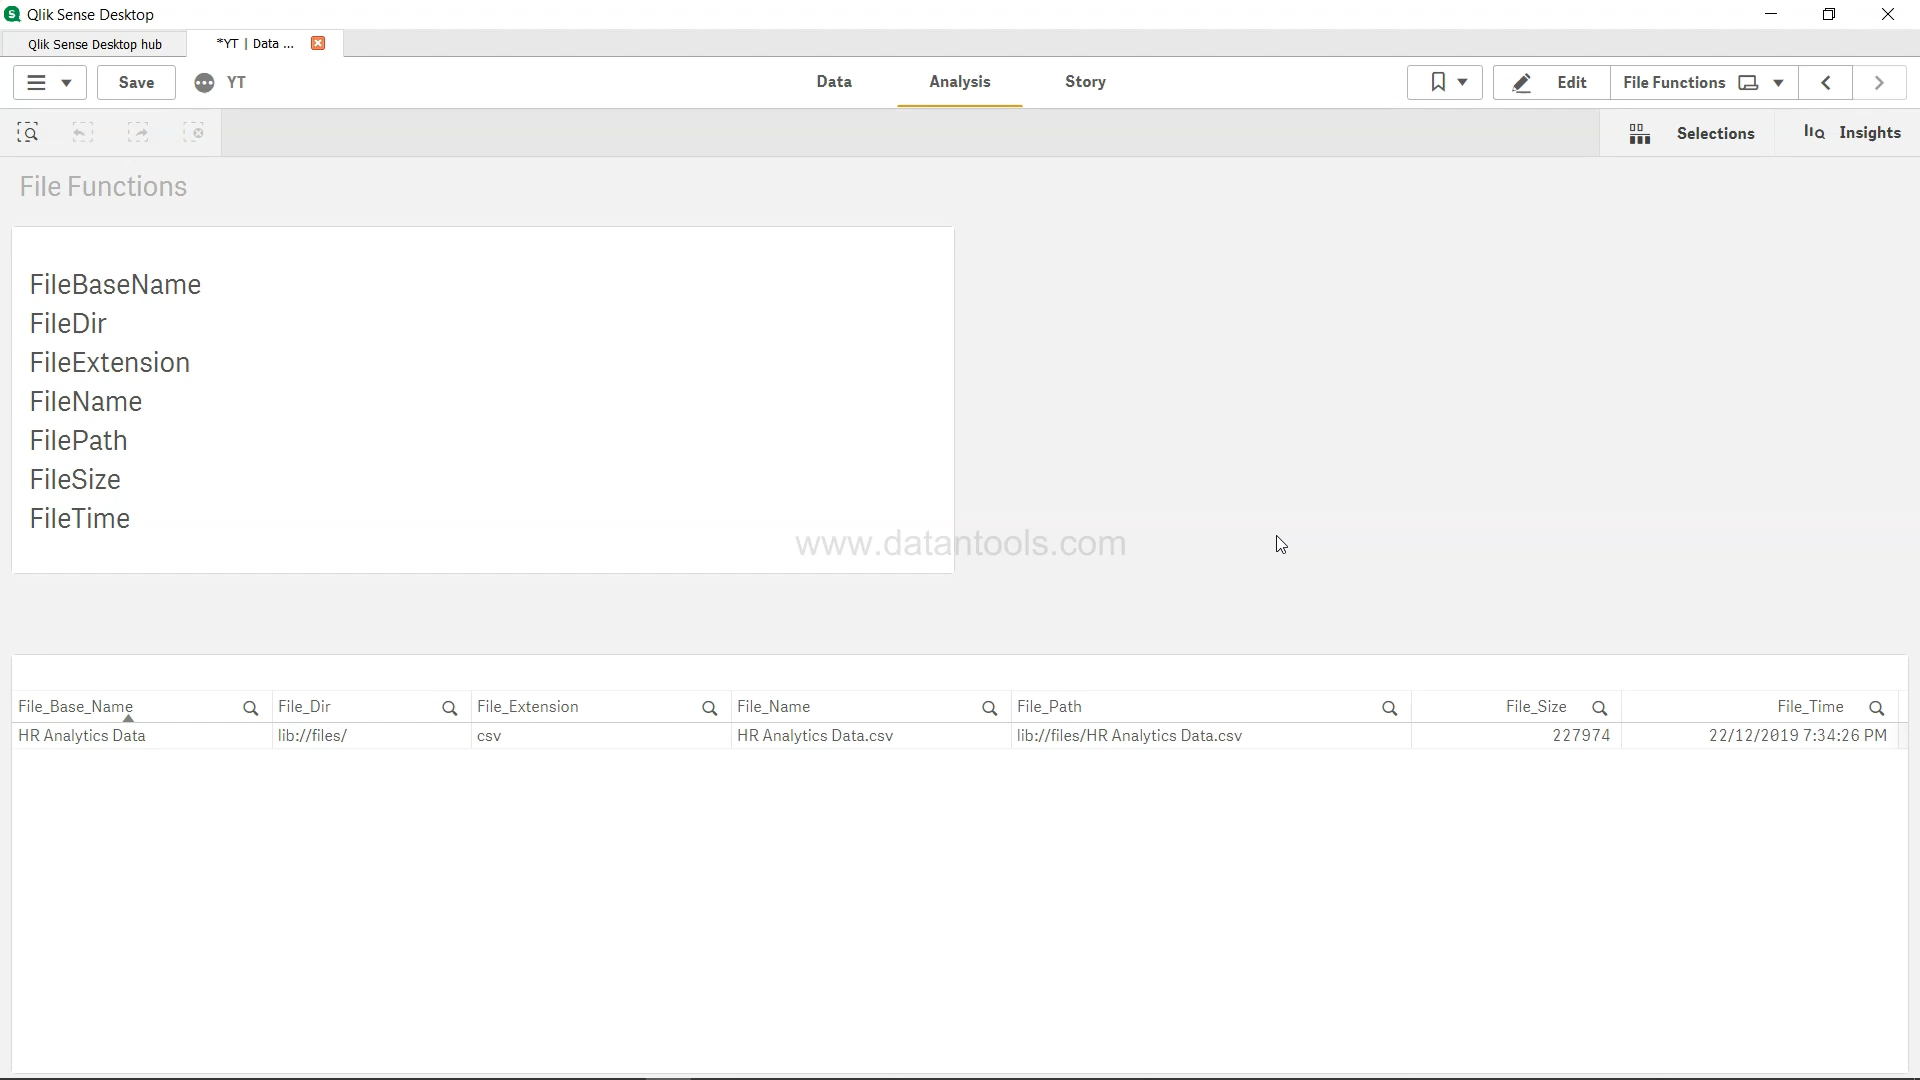 Qlik Sense Desktop
Qlik Sense Desktop hub *YT | Data ...
Save YT Data Analysis Story Edit File Functions
Selections Insights
File Functions
FileBaseName
FileDir
FileExtension
FileName
FilePath
FileSize
FileTime
www.datantools.com
File_Base_Name File_Dir File_Extension File_Name File_Path File_Size File_Time
HR Analytics Data lib://files/ csv HR Analytics Data.csv lib://files/HR Analytics Data.csv 227974 22/12/2019 7:34:26 PM